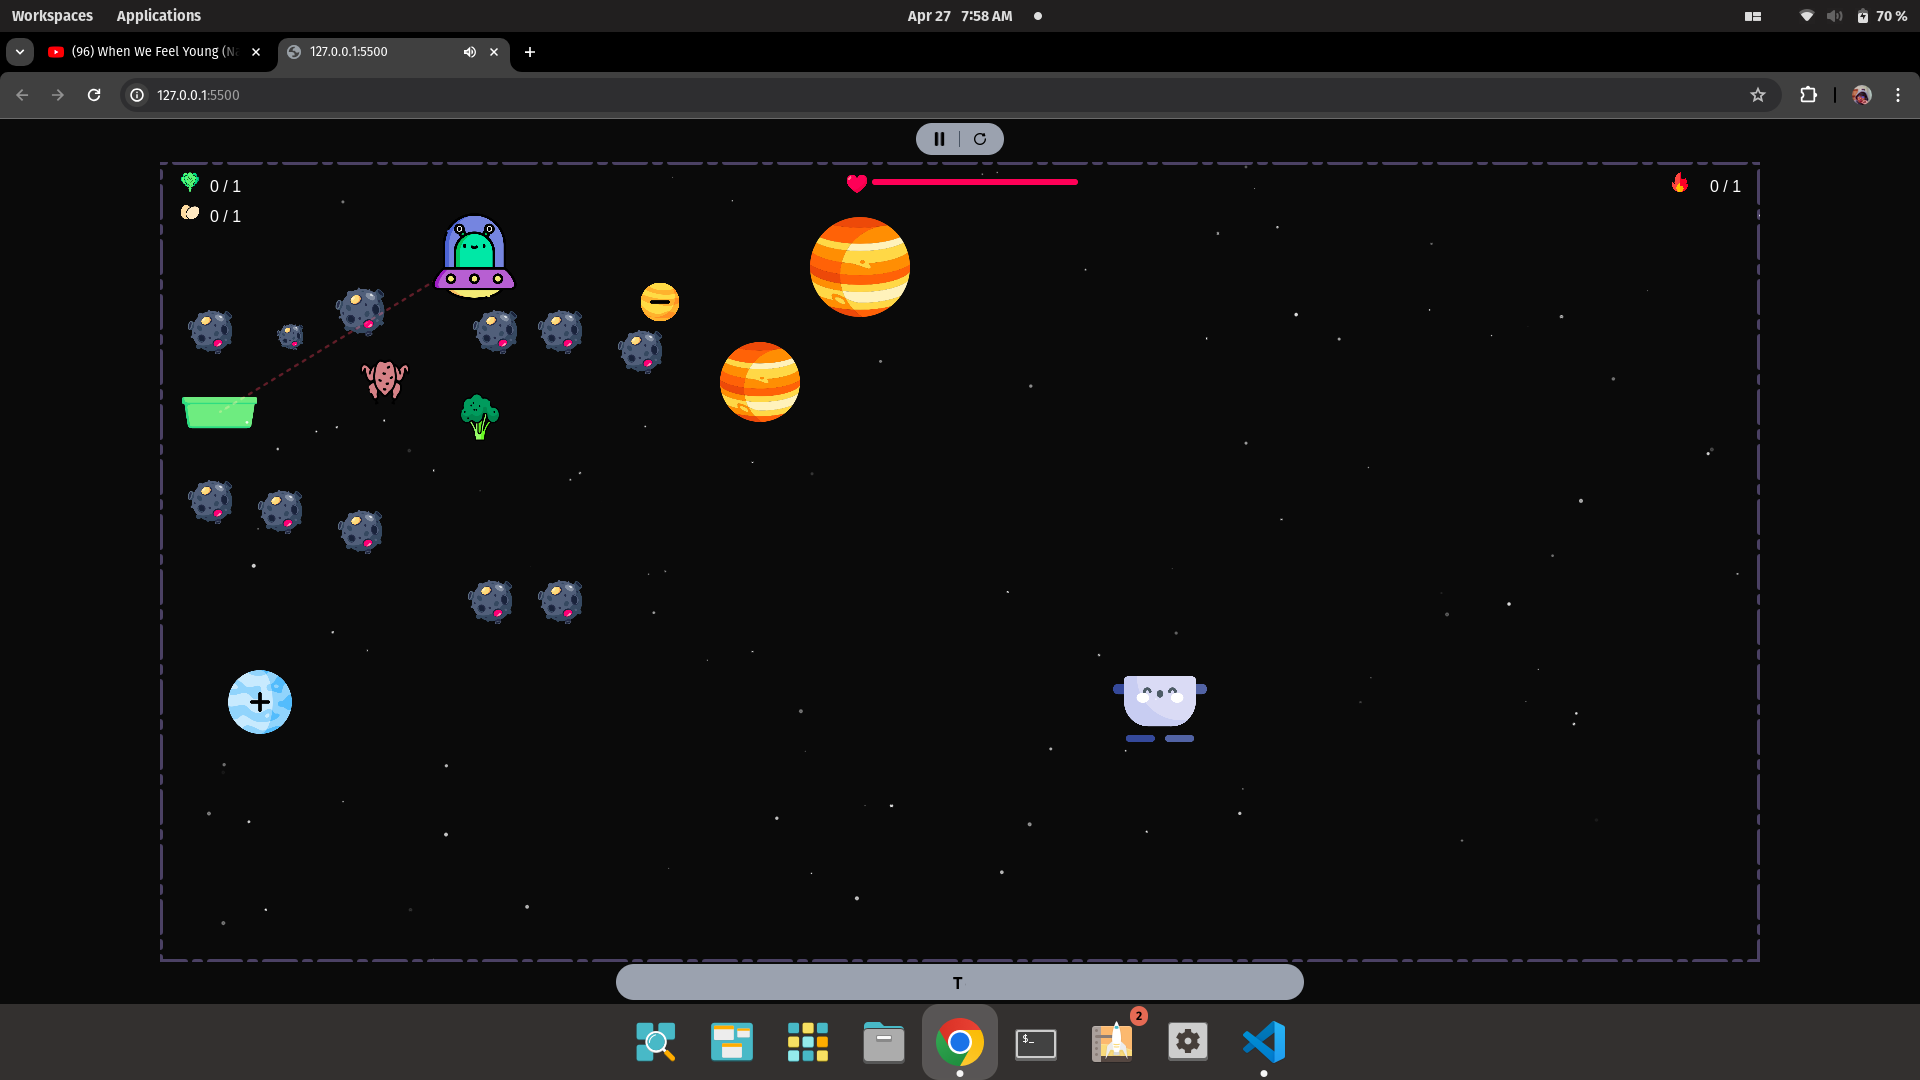 Workspaces Applications Apr 27 7:58 AM 70 %
(96) When We Feel Young (N 127.0.0.1:5500
127.0.0.1:5500
0 / 1 0 / 1
0 / 1
T
$_
2